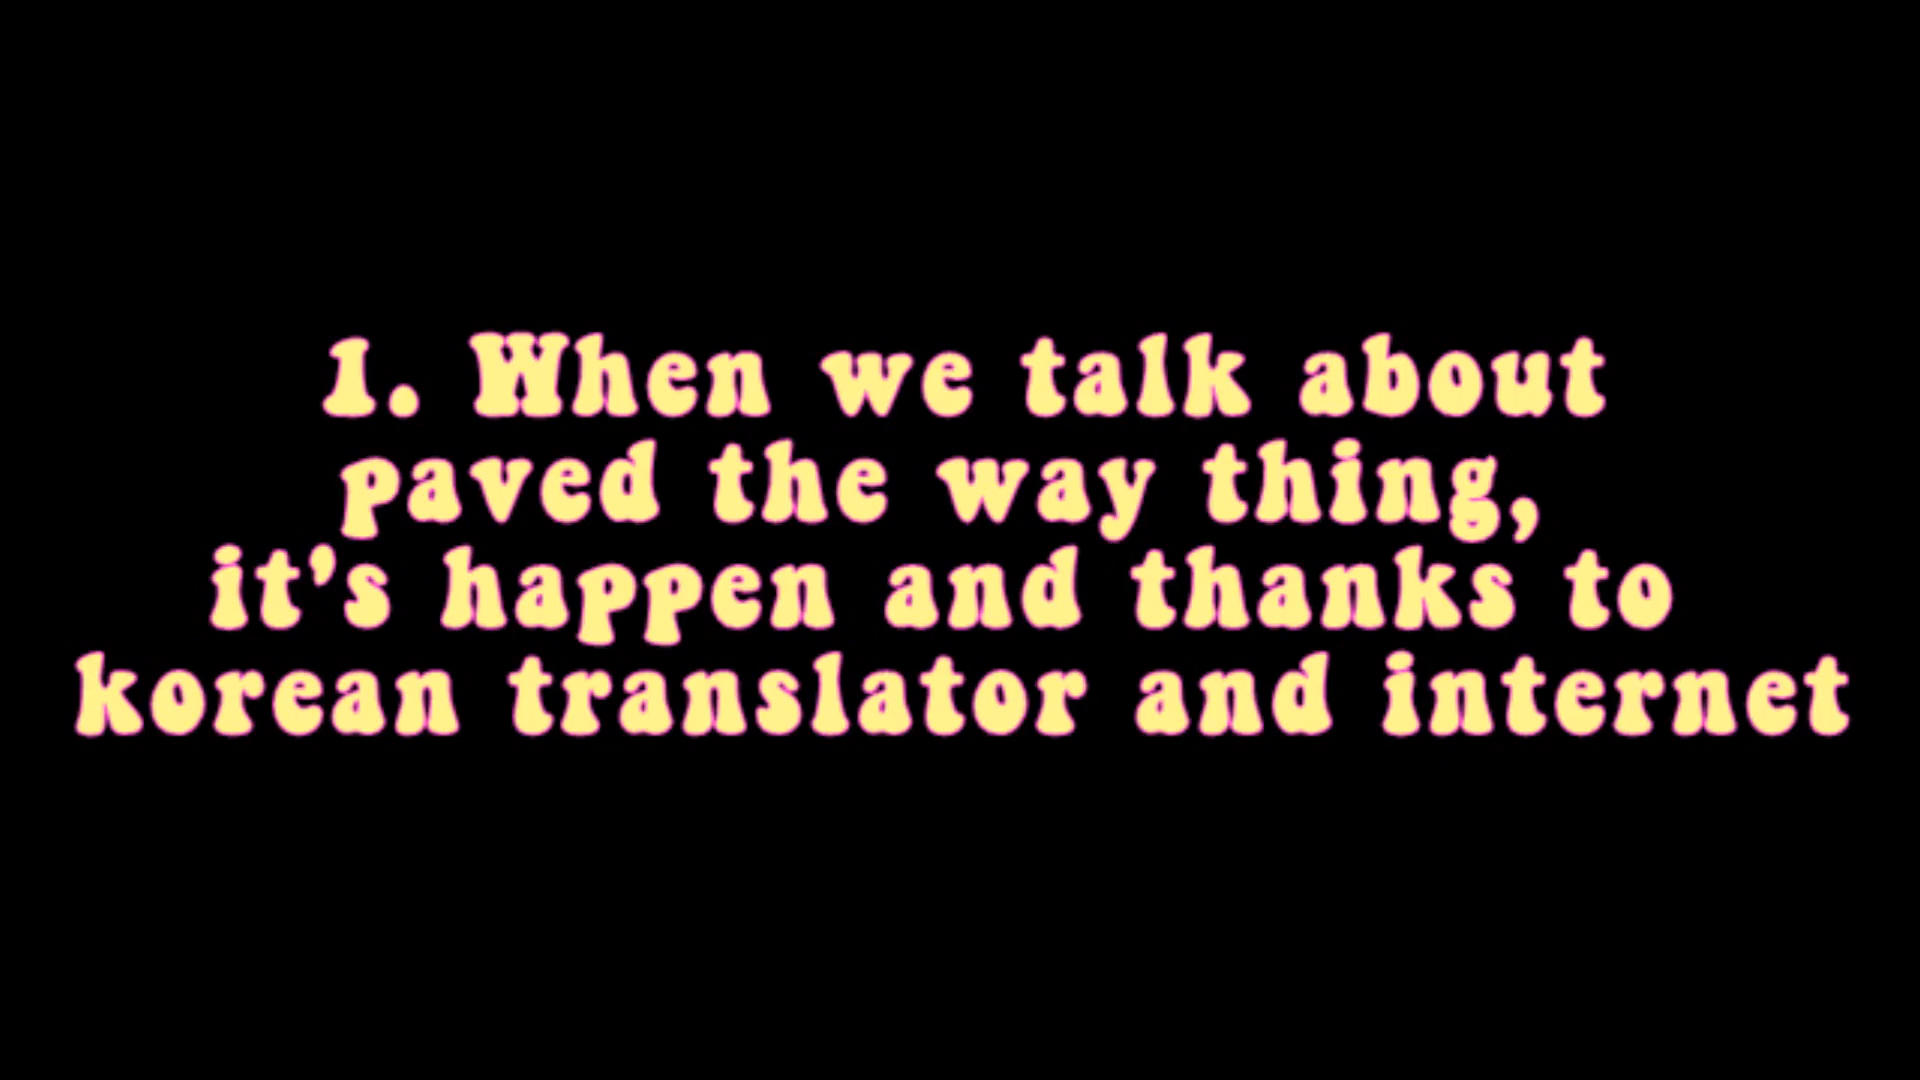 1. When we talk about
paved the way thing,
it's happen and thanks to
korean translator and internet